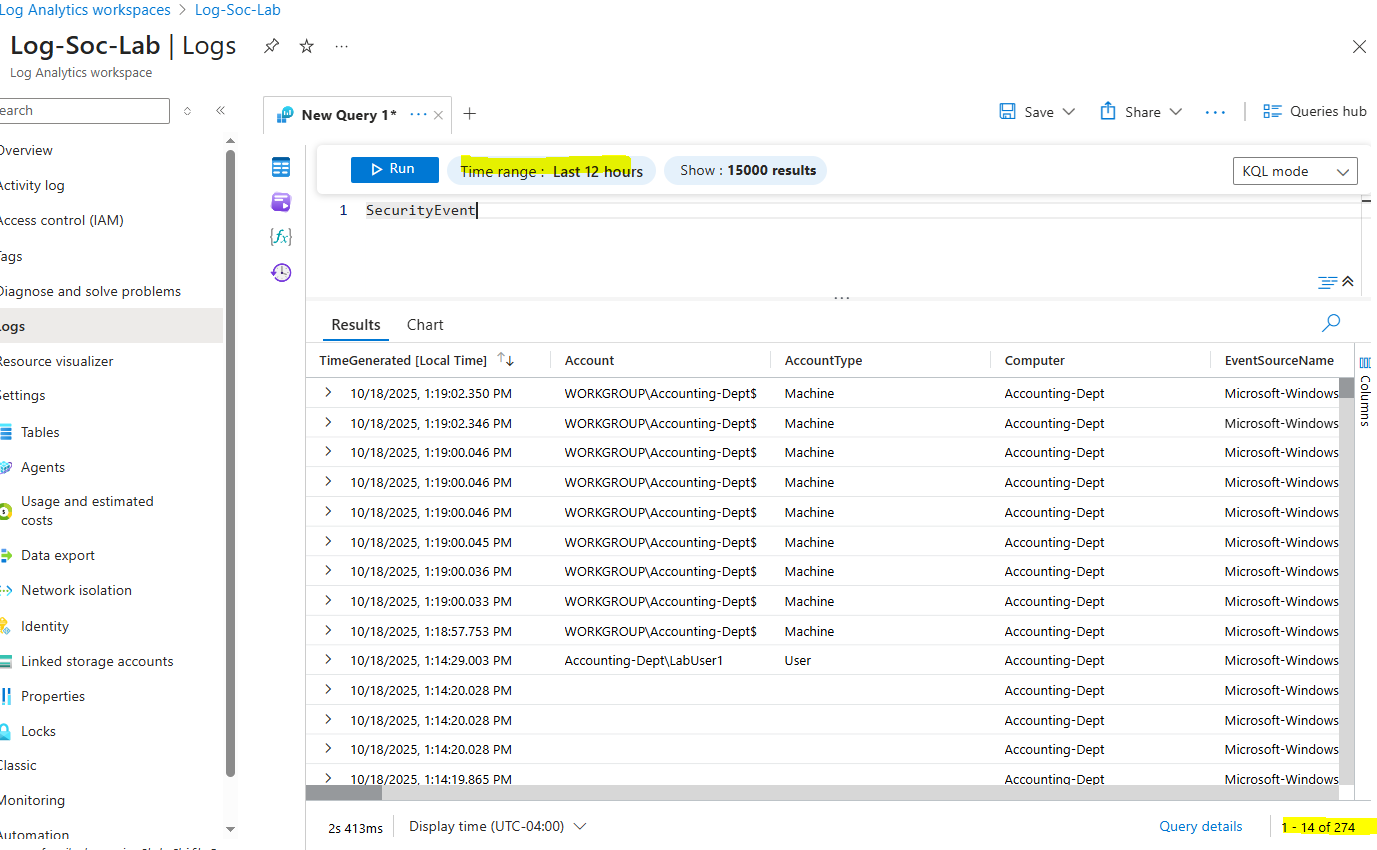 Log Analytics workspaces > Log-Soc-Lab
Log-Soc-Lab | Logs
Log Analytics workspace
earch
Overview
Activity log
Access control (IAM)
Tags
Diagnose and solve problems
Logs
Resource visualizer
Settings
Tables
Agents
Usage and estimated
costs
Data export
Network isolation
Identity
Linked storage accounts
Properties
Locks
Classic
Monitoring
Automation
New Query 1*
Save
Share
Queries hub
Run
Time range : Last 12 hours
Show : 15000 results
KQL mode
1 SecurityEvent
Results Chart
TimeGenerated [Local Time] Account AccountType Computer EventSourceName
10/18/2025, 1:19:02.350 PM WORKGROUP\Accounting-Dept$ Machine Accounting-Dept Microsoft-Windows
10/18/2025, 1:19:02.346 PM WORKGROUP\Accounting-Dept$ Machine Accounting-Dept Microsoft-Windows
10/18/2025, 1:19:00.046 PM WORKGROUP\Accounting-Dept$ Machine Accounting-Dept Microsoft-Windows
10/18/2025, 1:19:00.046 PM WORKGROUP\Accounting-Dept$ Machine Accounting-Dept Microsoft-Windows
10/18/2025, 1:19:00.046 PM WORKGROUP\Accounting-Dept$ Machine Accounting-Dept Microsoft-Windows
10/18/2025, 1:19:00.045 PM WORKGROUP\Accounting-Dept$ Machine Accounting-Dept Microsoft-Windows
10/18/2025, 1:19:00.036 PM WORKGROUP\Accounting-Dept$ Machine Accounting-Dept Microsoft-Windows
10/18/2025, 1:19:00.033 PM WORKGROUP\Accounting-Dept$ Machine Accounting-Dept Microsoft-Windows
10/18/2025, 1:18:57.753 PM WORKGROUP\Accounting-Dept$ Machine Accounting-Dept Microsoft-Windows
10/18/2025, 1:14:29.003 PM Accounting-Dept\LabUser1 User Accounting-Dept Microsoft-Windows
10/18/2025, 1:14:20.028 PM Accounting-Dept Microsoft-Windows
10/18/2025, 1:14:20.028 PM Accounting-Dept Microsoft-Windows
10/18/2025, 1:14:20.028 PM Accounting-Dept Microsoft-Windows
10/18/2025, 1:14:19.865 PM Accounting-Dept Microsoft-Windows
Columns
2s 413ms Display time (UTC-04:00) Query details 1 - 14 of 274